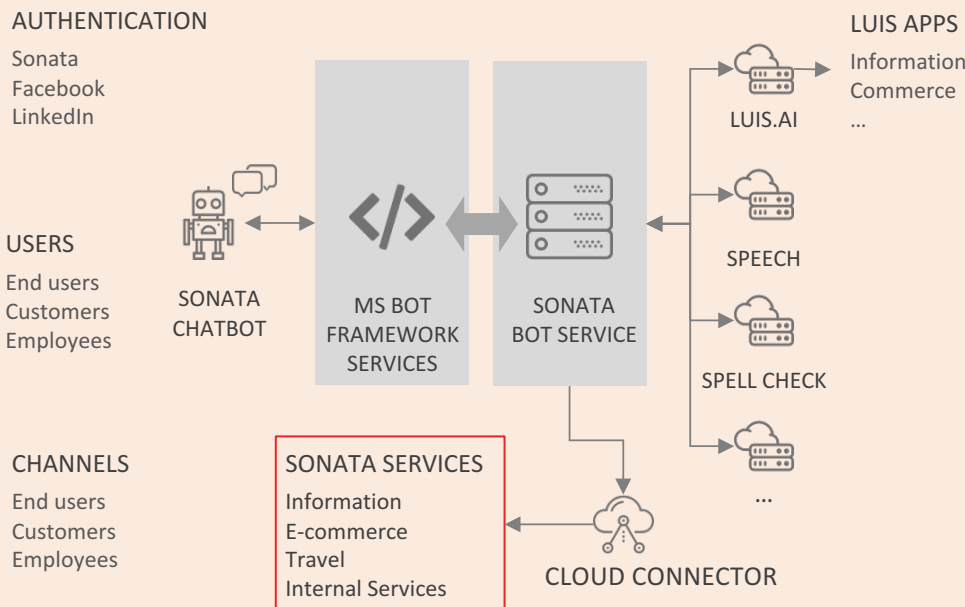 AUTHENTICATION
Sonata
Facebook
LinkedIn
LUIS APPS
Information
Commerce
...
LUIS.AI
USERS
End users
Customers
Employees
SONATA
CHATBOT
MS BOT
FRAMEWORK
SERVICES
SONATA
BOT SERVICE
SPEECH
SPELL CHECK
...
CHANNELS
End users
Customers
Employees
SONATA SERVICES
Information
E-commerce
Travel
Internal Services
CLOUD CONNECTOR